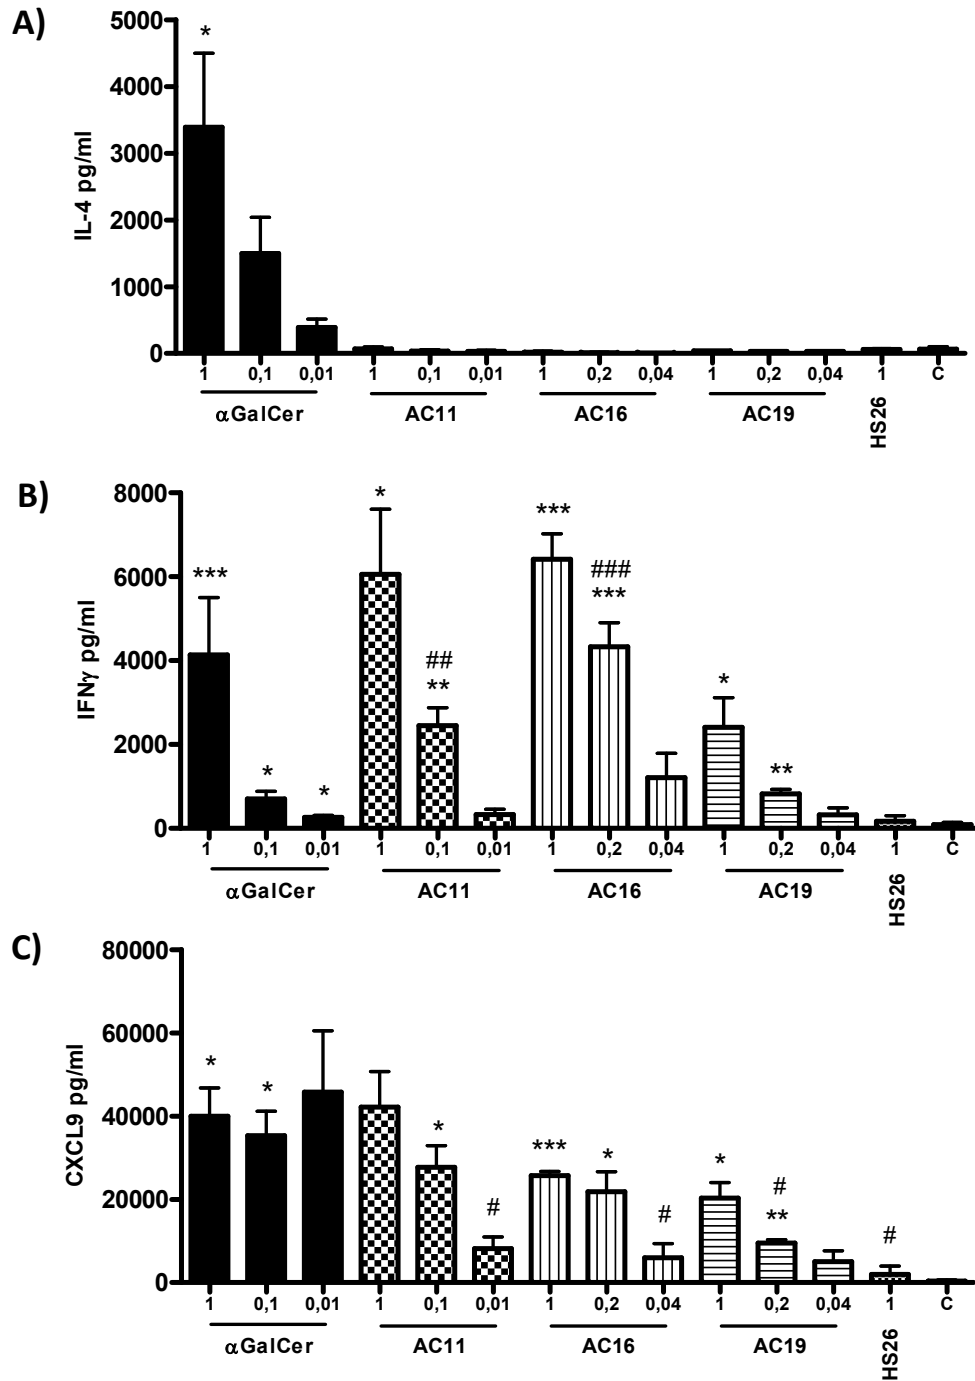 A)
IL-4 pg/ml
5000
4000
3000
2000
1000
0
*
1 0,1 0,01 1 0,1 0,01 1 0,2 0,04 1 0,2 0,04 1 C
αGalCer AC11 AC16 AC19 HS26
B)
IFNγ pg/ml
8000
6000
4000
2000
0
*** * * * ## ** *** ### *** * **
1 0,1 0,01 1 0,1 0,01 1 0,2 0,04 1 0,2 0,04 1 C
αGalCer AC11 AC16 AC19 HS26
C)
CXCL9 pg/ml
80000
60000
40000
20000
0
* * * # *** * # * # ** #
1 0,1 0,01 1 0,1 0,01 1 0,2 0,04 1 0,2 0,04 1 C
αGalCer AC11 AC16 AC19 HS26